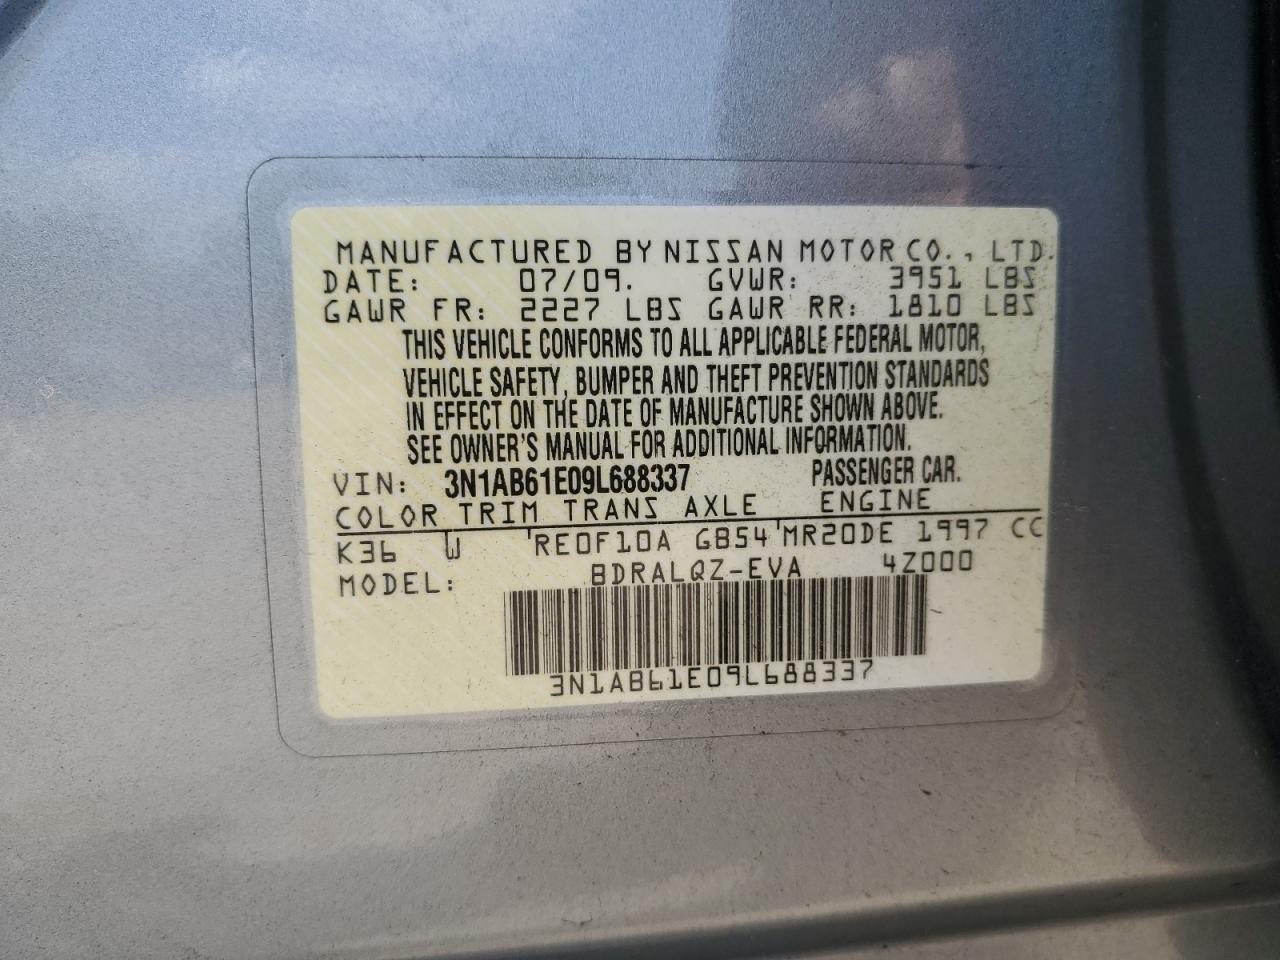 MANUFACTURED BY NISSAN MOTOR CO., LTD.
DATE: 07/09. GVWR: 3951 LBS
GAWR FR: 2227 LBS GAWR RR: 1810 LBS
THIS VEHICLE CONFORMS TO ALL APPLICABLE FEDERAL MOTOR,
VEHICLE SAFETY, BUMPER AND THEFT PREVENTION STANDARDS
IN EFFECT ON THE DATE OF MANUFACTURE SHOWN ABOVE.
SEE OWNER'S MANUAL FOR ADDITIONAL INFORMATION.
VIN: 3N1AB61E09L688337 PASSENGER CAR.
COLOR TRIM TRANS AXLE ENGINE
K36 W RE0F10A GB54 MR20DE 1997 CC
MODEL: BDRALQZ-EVA 4Z000
3N1AB61E09L688337